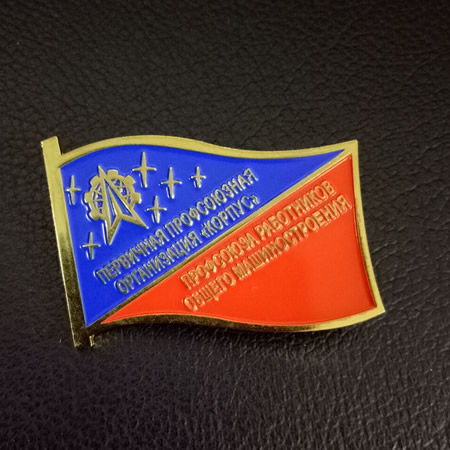 ПЕРВИЧНАЯ ПРОФСОЮЗНАЯ
ОРГАНИЗАЦИЯ «КОРПУС»
ПРОФСОЮЗА РАБОТНИКОВ
ОБЩЕГО МАШИНОСТРОЕНИЯ